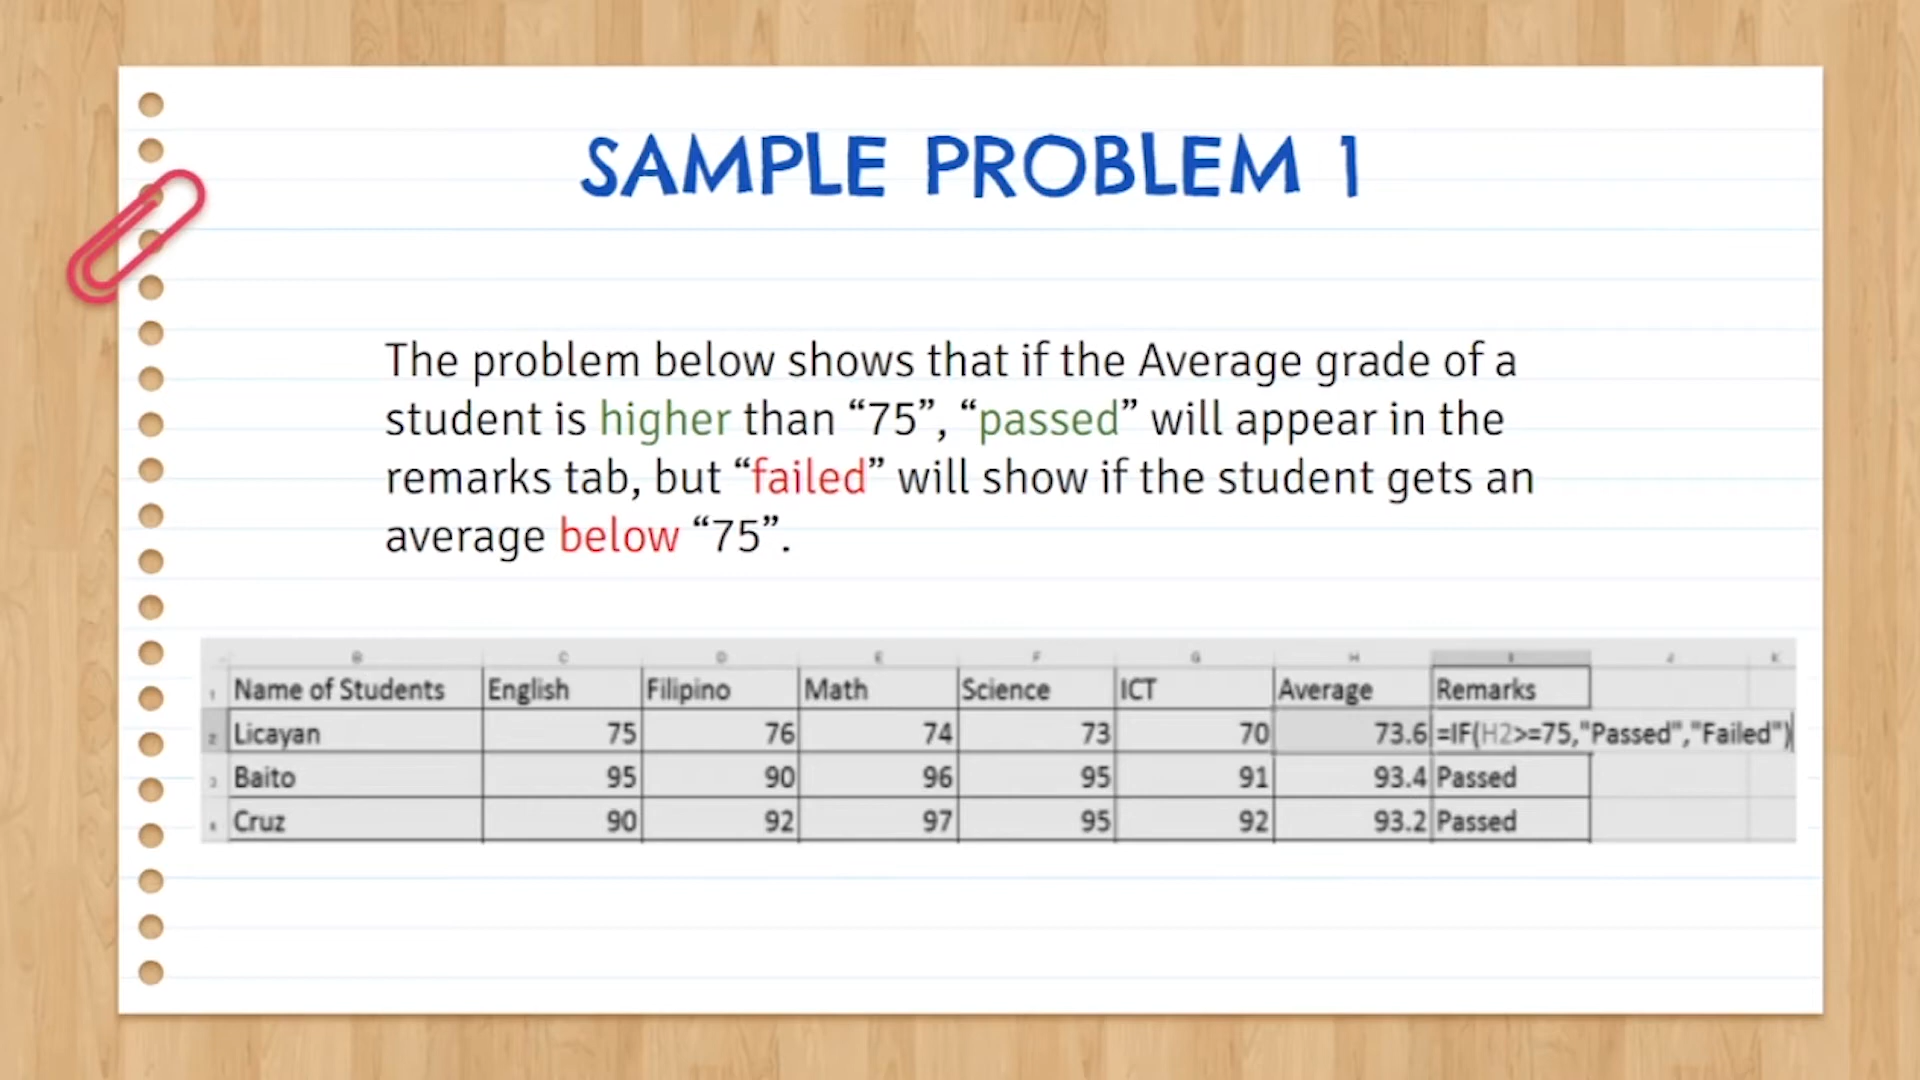 SAMPLE PROBLEM 1
The problem below shows that if the Average grade of a
student is higher than “75”, “passed” will appear in the
remarks tab, but “failed” will show if the student gets an
average below “75”.
B C D E F G H I J K
1 Name of Students English Filipino Math Science ICT Average Remarks
2 Licayan 75 76 74 73 70 73.6 =IF(H2>=75,"Passed","Failed")
3 Baito 95 90 96 95 91 93.4 Passed
4 Cruz 90 92 97 95 92 93.2 Passed